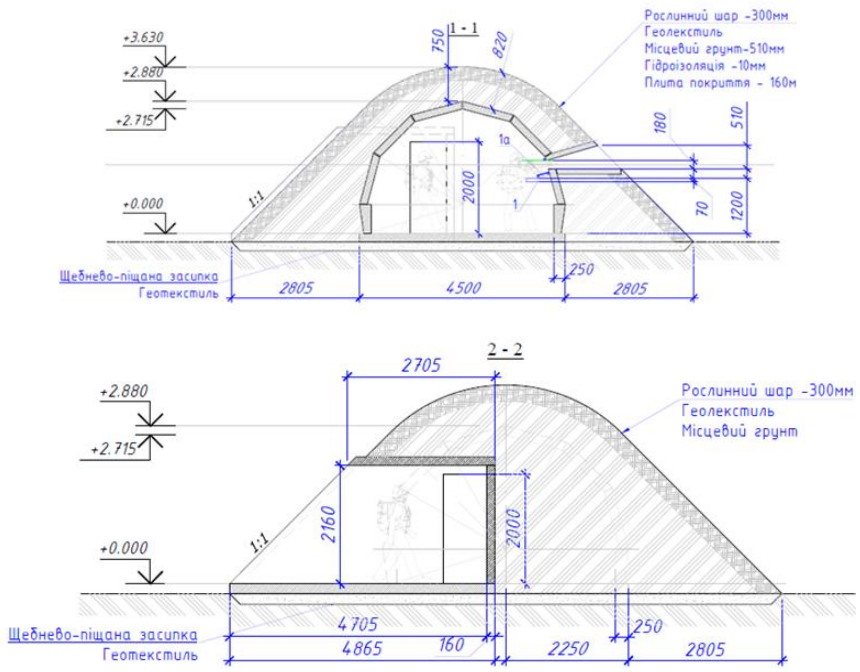 1 - 1
+3.630
+2.880
+2.715
+0.000
750
820
Рослинний шар -300мм
Геолекстиль
Місцевий грунт-510мм
Гідроізоляція -10мм
Плита покриття - 160м
180
510
1а
2000
1
70
1200
1:1
250
Щебнево-піщана засипка
Геотекстиль
2805
4500
2805
2 - 2
2705
+2.880
+2.715
+0.000
Рослинний шар -300мм
Геолекстиль
Місцевий грунт
2160
2000
1:1
Щебнево-піщана засипка
Геотекстиль
4705
160
250
4865
2250
2805